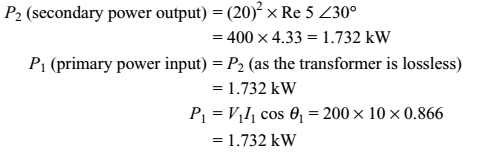 P₂ (secondary power output) = (20)² × Re 5 ∠30°
= 400 × 4.33 = 1.732 kW
P₁ (primary power input) = P₂ (as the transformer is lossless)
= 1.732 kW
P₁ = V₁I₁ cos θ₁ = 200 × 10 × 0.866
= 1.732 kW